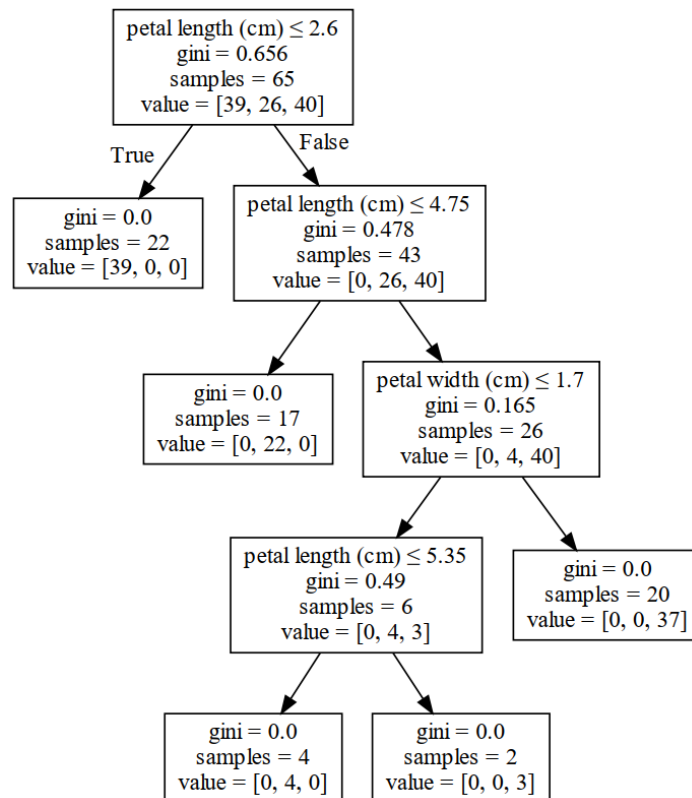 petal length (cm) ≤ 2.6
gini = 0.656
samples = 65
value = [39, 26, 40]
True
False
gini = 0.0
samples = 22
value = [39, 0, 0]
petal length (cm) ≤ 4.75
gini = 0.478
samples = 43
value = [0, 26, 40]
gini = 0.0
samples = 17
value = [0, 22, 0]
petal width (cm) ≤ 1.7
gini = 0.165
samples = 26
value = [0, 4, 40]
petal length (cm) ≤ 5.35
gini = 0.49
samples = 6
value = [0, 4, 3]
gini = 0.0
samples = 20
value = [0, 0, 37]
gini = 0.0
samples = 4
value = [0, 4, 0]
gini = 0.0
samples = 2
value = [0, 0, 3]